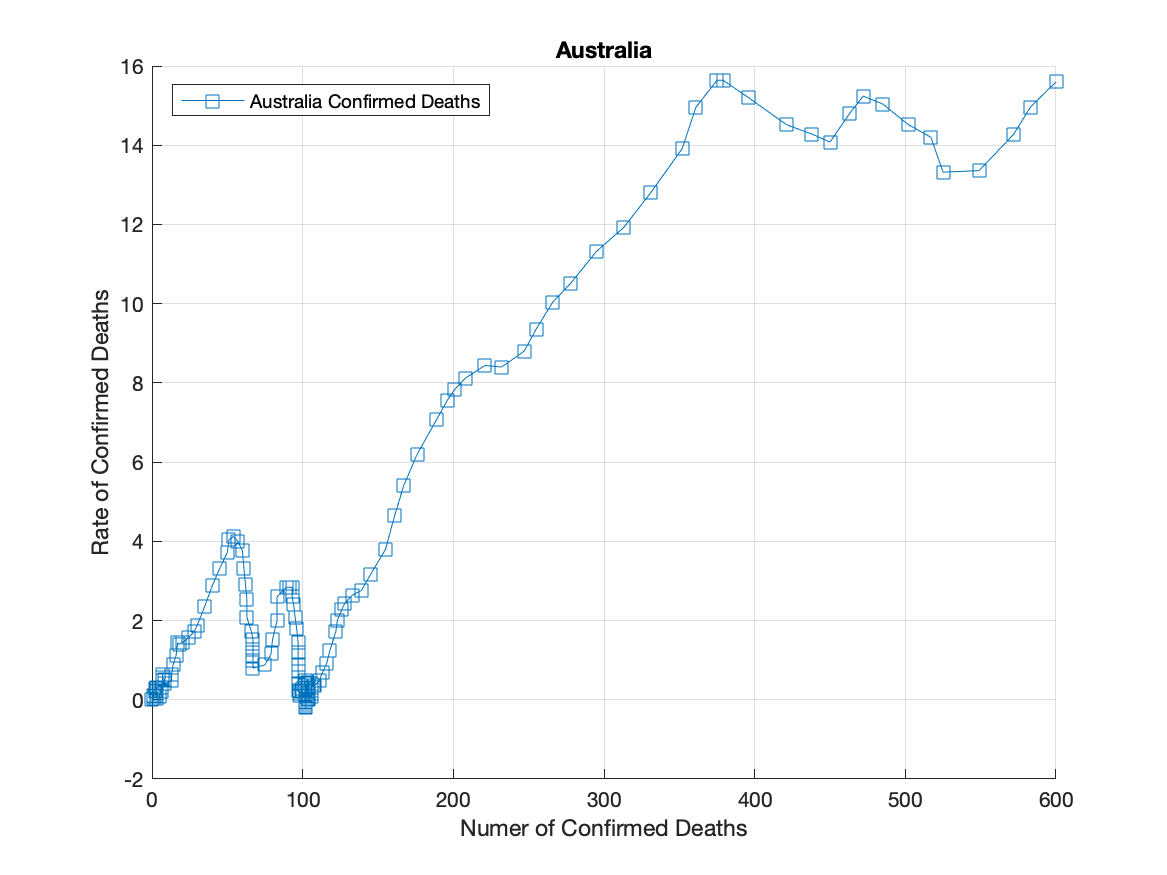 Australia
Australia Confirmed Deaths
Rate of Confirmed Deaths
16
14
12
10
8
6
4
2
0
-2
0 100 200 300 400 500 600
Numer of Confirmed Deaths